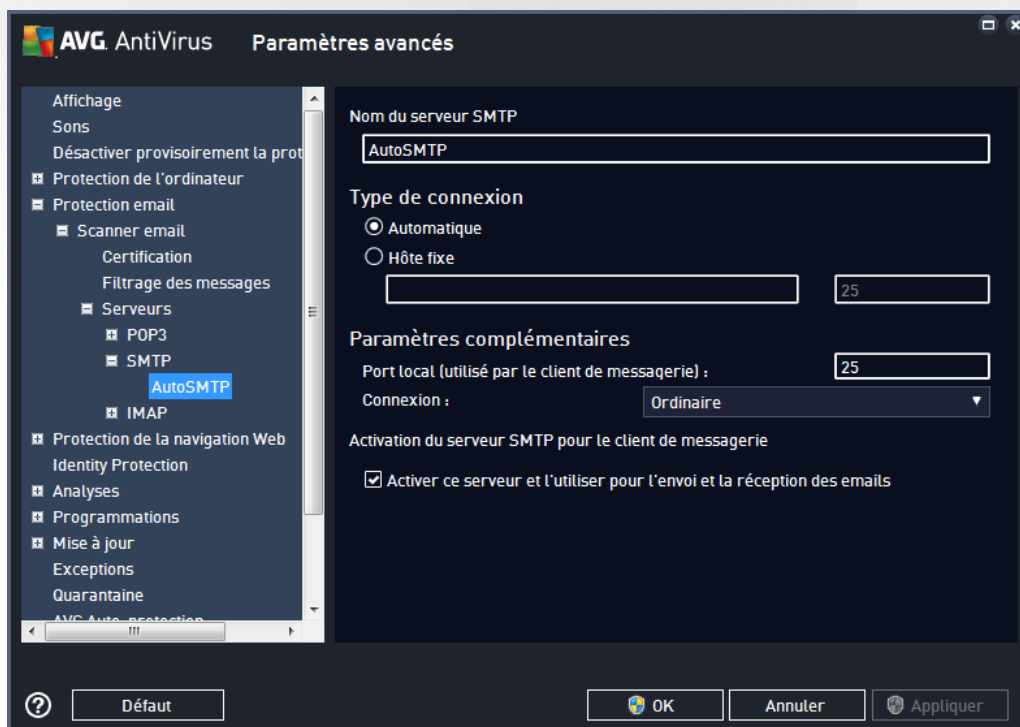 AVG. AntiVirus Paramètres avancés
Affichage
Sons
Désactiver provisoirement la prot
Protection de l'ordinateur
Protection email
Scanner email
Certification
Filtrage des messages
Serveurs
POP3
SMTP
AutoSMTP
IMAP
Protection de la navigation Web
Identity Protection
Analyses
Programmations
Mise à jour
Exceptions
Quarantaine
AVG Auto-protection
Nom du serveur SMTP
AutoSMTP
Type de connexion
Automatique
Hôte fixe
25
Paramètres complémentaires
Port local (utilisé par le client de messagerie) : 25
Connexion : Ordinaire
Activation du serveur SMTP pour le client de messagerie
Activer ce serveur et l'utiliser pour l'envoi et la réception des emails
? Défaut OK Annuler Appliquer